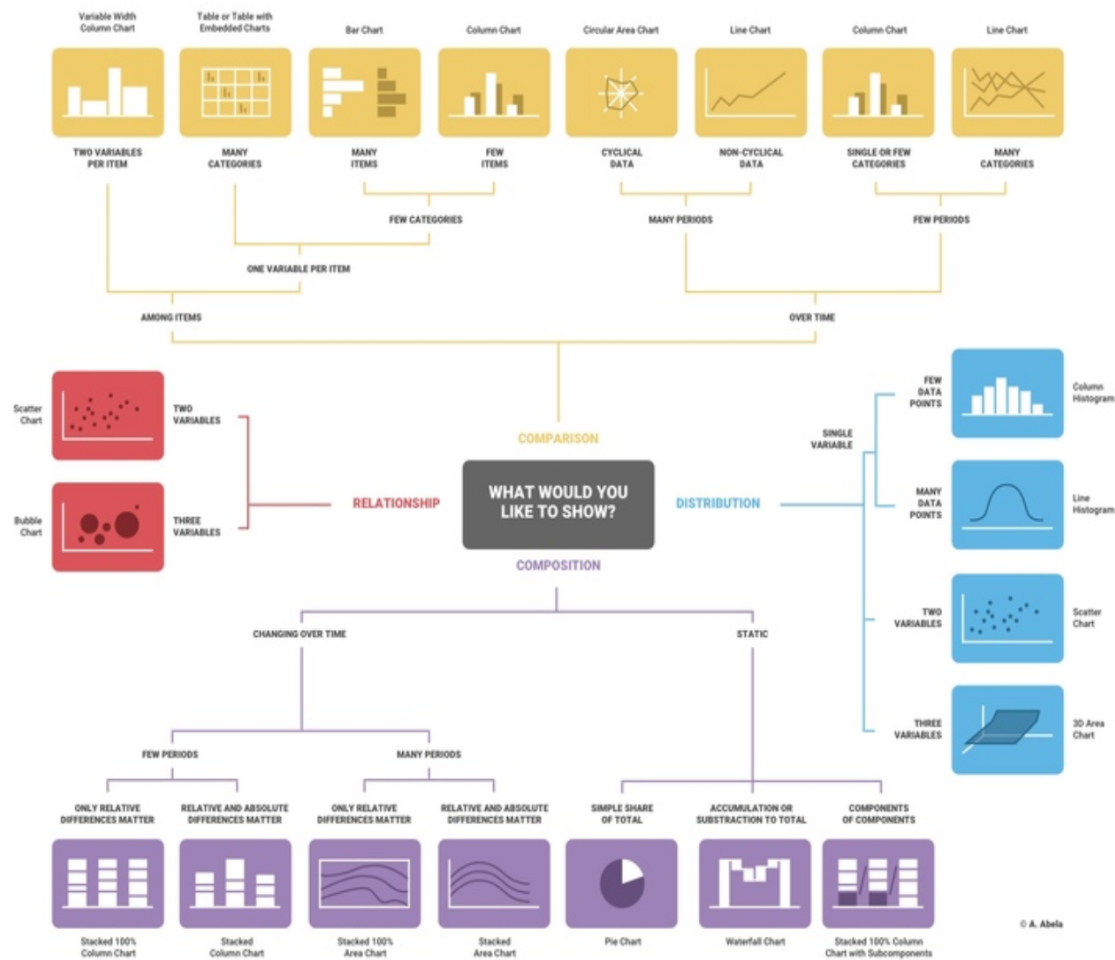 Variable Width
Column Chart
Table or Table with
Embedded Charts
Bar Chart
Column Chart
Circular Area Chart
Line Chart
Column Chart
Line Chart
TWO VARIABLES
PER ITEM
MANY
CATEGORIES
MANY
ITEMS
FEW
ITEMS
CYCLICAL
DATA
NON-CYCLICAL
DATA
SINGLE OR FEW
CATEGORIES
MANY
CATEGORIES
FEW CATEGORIES
MANY PERIODS
FEW PERIODS
ONE VARIABLE PER ITEM
AMONG ITEMS
OVER TIME
Scatter
Chart
TWO
VARIABLES
Bubble
Chart
THREE
VARIABLES
RELATIONSHIP
COMPARISON
WHAT WOULD YOU
LIKE TO SHOW?
DISTRIBUTION
COMPOSITION
SINGLE
VARIABLE
FEW
DATA
POINTS
Column
Histogram
MANY
DATA
POINTS
Line
Histogram
TWO
VARIABLES
Scatter
Chart
THREE
VARIABLES
3D Area
Chart
CHANGING OVER TIME
STATIC
FEW PERIODS
MANY PERIODS
ONLY RELATIVE
DIFFERENCES MATTER
RELATIVE AND ABSOLUTE
DIFFERENCES MATTER
ONLY RELATIVE
DIFFERENCES MATTER
RELATIVE AND ABSOLUTE
DIFFERENCES MATTER
SIMPLE SHARE
OF TOTAL
ACCUMULATION OR
SUBSTRACTION TO TOTAL
COMPONENTS
OF COMPONENTS
Stacked 100%
Column Chart
Stacked
Column Chart
Stacked 100%
Area Chart
Stacked
Area Chart
Pie Chart
Waterfall Chart
Stacked 100% Column
Chart with Subcomponents
© A. Abela